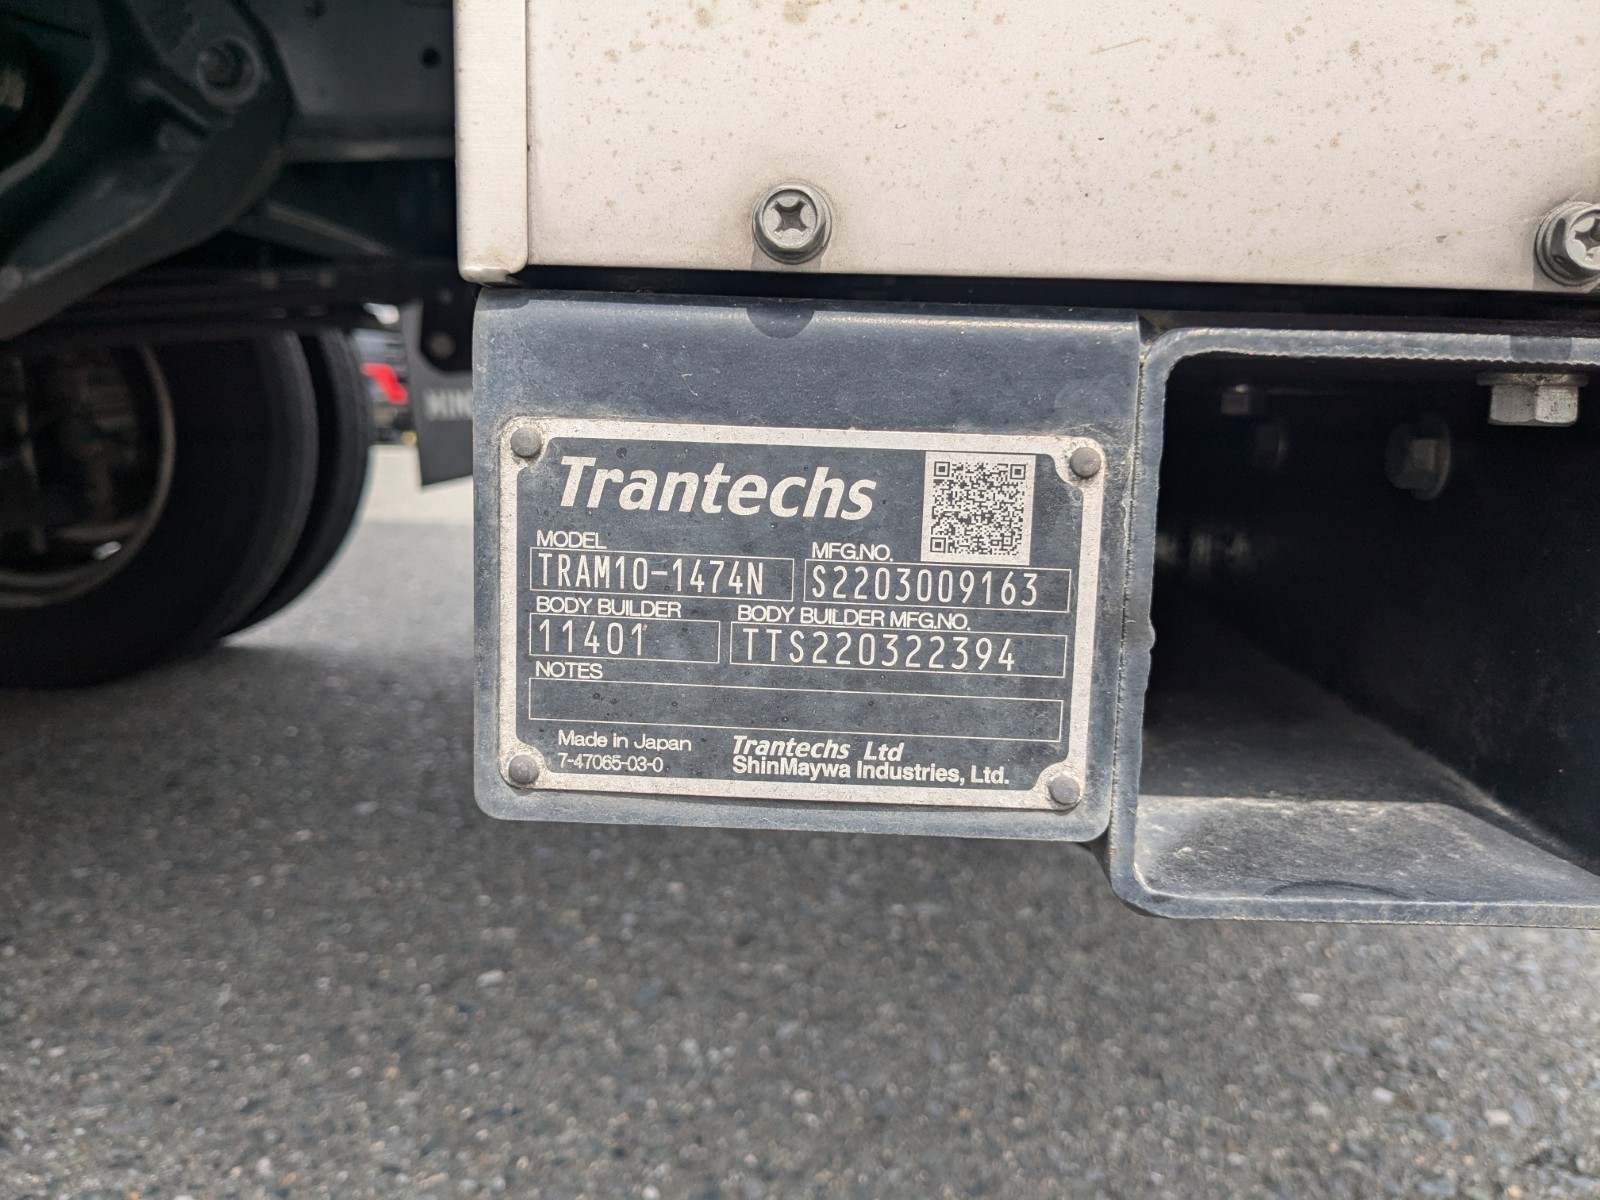 Trantechs
MODEL
MFG.NO.
TRAM10-1474N
S2203009163
BODY BUILDER
BODY BUILDER MFG.NO.
11401
TTS220322394
NOTES
Made in Japan
7-47065-03-0
Trantechs Ltd
ShinMaywa Industries, Ltd.